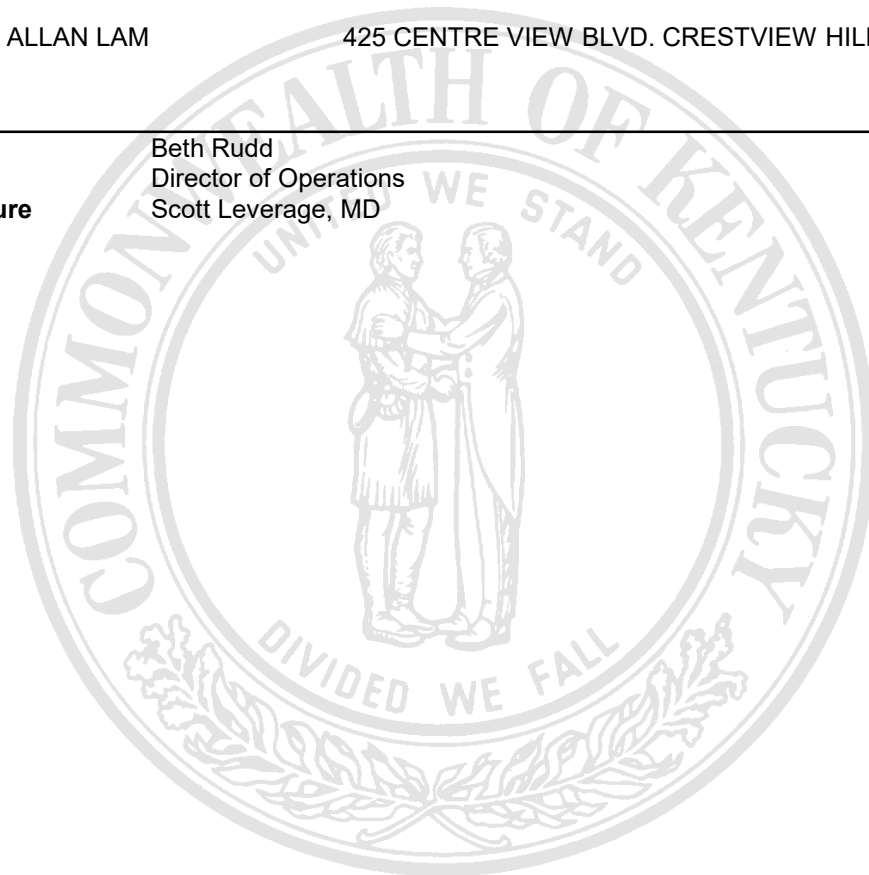 ALLAN LAM 425 CENTRE VIEW BLVD. CRESTVIEW HIL
Beth Rudd
Director of Operations
ure Scott Leverage, MD
COMMONWEALTH OF KENTUCKY
UNITED WE STAND
DIVIDED WE FALL